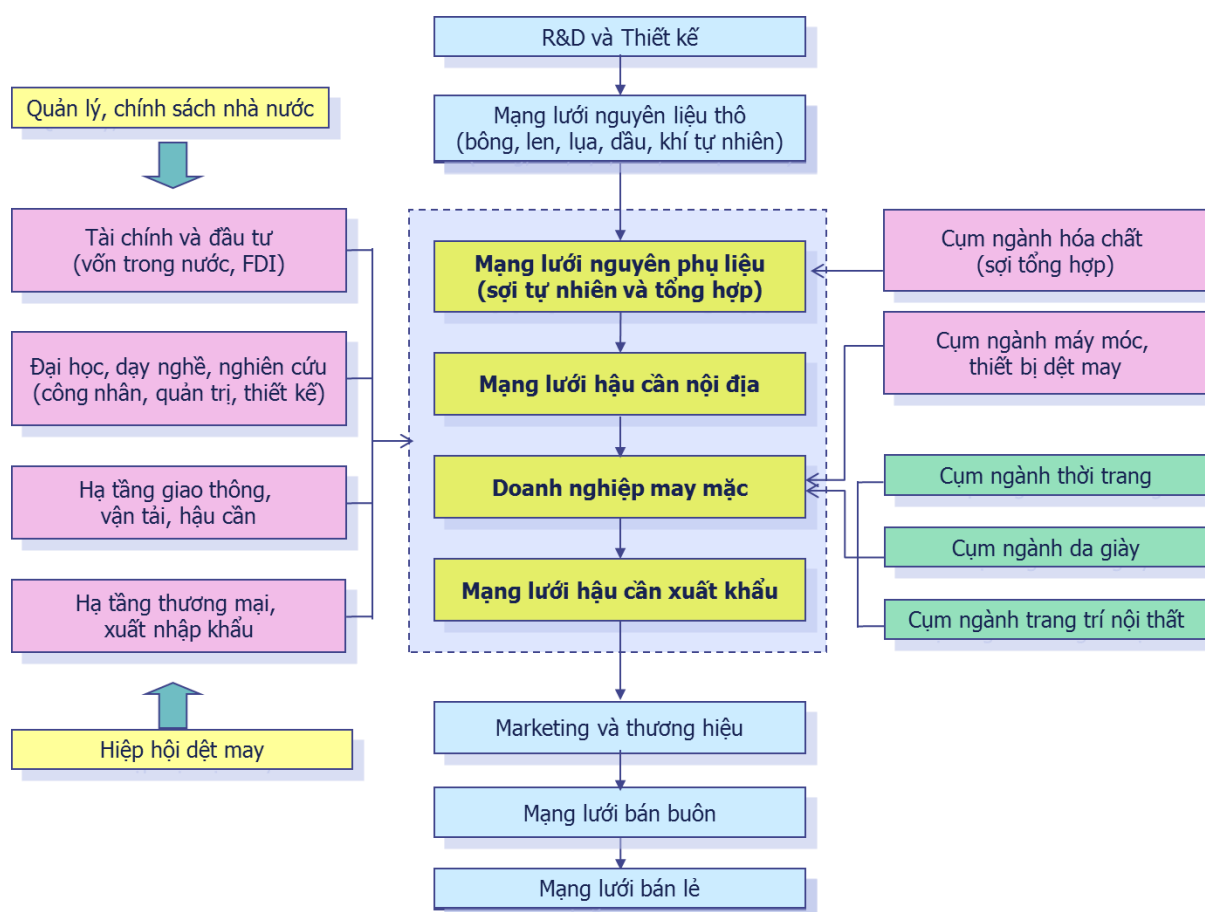 R&D và Thiết kế
Mạng lưới nguyên liệu thô
(bông, len, lụa, dầu, khí tự nhiên)
Quản lý, chính sách nhà nước
Tài chính và đầu tư
(vốn trong nước, FDI)
Đại học, dạy nghề, nghiên cứu
(công nhân, quản trị, thiết kế)
Hạ tầng giao thông,
vận tải, hậu cần
Hạ tầng thương mại,
xuất nhập khẩu
Hiệp hội dệt may
Mạng lưới nguyên phụ liệu
(sợi tự nhiên và tổng hợp)
Mạng lưới hậu cần nội địa
Doanh nghiệp may mặc
Mạng lưới hậu cần xuất khẩu
Cụm ngành hóa chất
(sợi tổng hợp)
Cụm ngành máy móc,
thiết bị dệt may
Cụm ngành thời trang
Cụm ngành da giày
Cụm ngành trang trí nội thất
Marketing và thương hiệu
Mạng lưới bán buôn
Mạng lưới bán lẻ